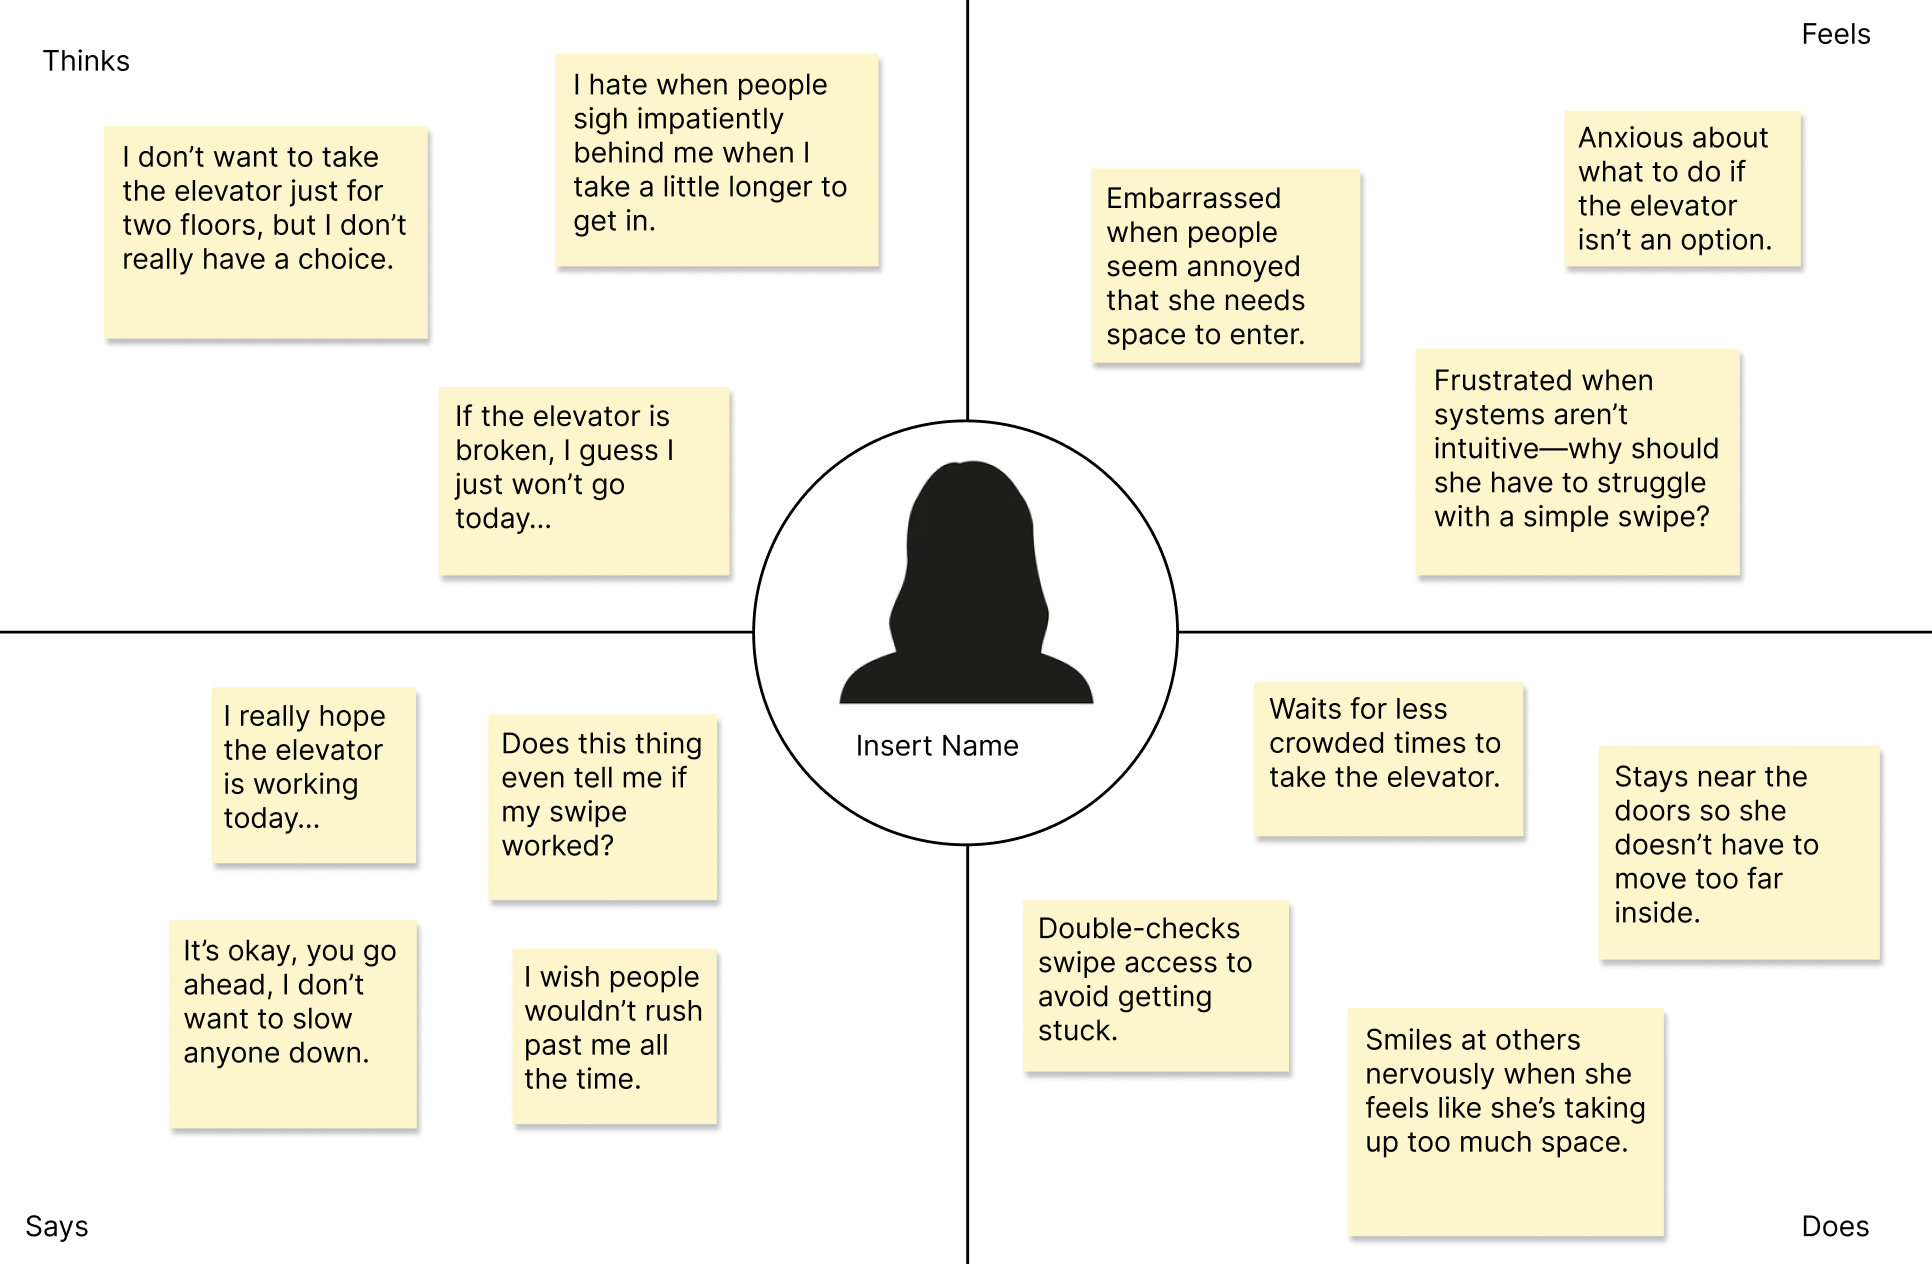 Thinks
I don’t want to take
the elevator just for
two floors, but I don’t
really have a choice.
I hate when people
sigh impatiently
behind me when I
take a little longer to
get in.
If the elevator is
broken, I guess I
just won’t go
today...
Feels
Embarrassed
when people
seem annoyed
that she needs
space to enter.
Anxious about
what to do if
the elevator
isn’t an option.
Frustrated when
systems aren’t
intuitive—why should
she have to struggle
with a simple swipe?
Insert Name
I really hope
the elevator
is working
today...
Does this thing
even tell me if
my swipe
worked?
It’s okay, you go
ahead, I don’t
want to slow
anyone down.
I wish people
wouldn’t rush
past me all
the time.
Says
Waits for less
crowded times to
take the elevator.
Stays near the
doors so she
doesn’t have to
move too far
inside.
Double-checks
swipe access to
avoid getting
stuck.
Smiles at others
nervously when she
feels like she’s taking
up too much space.
Does